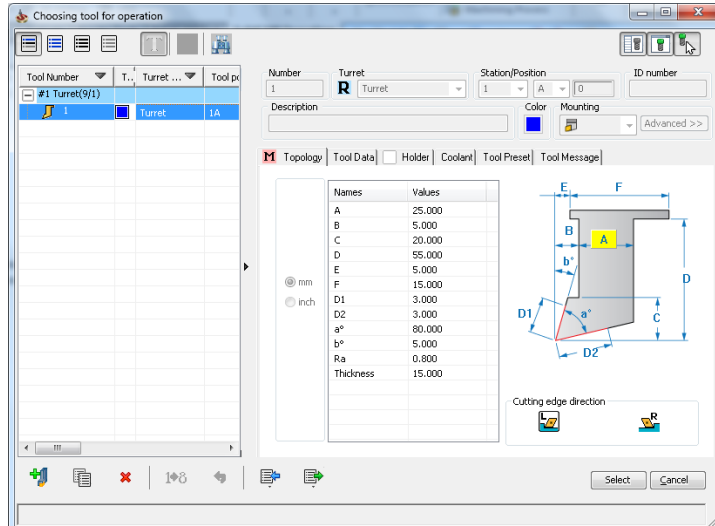 Choosing tool for operation
Tool Number T.. Turret ... Tool po
#1 Turret(9/1)
1 Turret 1A
Number Turret Station/Position ID number
1 R Turret 1 A 0
Description Color Mounting
Advanced >>
M Topology Tool Data Holder Coolant Tool Preset Tool Message
mm
inch
Names Values
A 25.000
B 5.000
C 20.000
D 55.000
E 5.000
F 15.000
D1 3.000
D2 3.000
a° 80.000
b° 5.000
Ra 0.800
Thickness 15.000
E F
B A
b°
D
D1 a° C
D2
Cutting edge direction
L R
Select Cancel